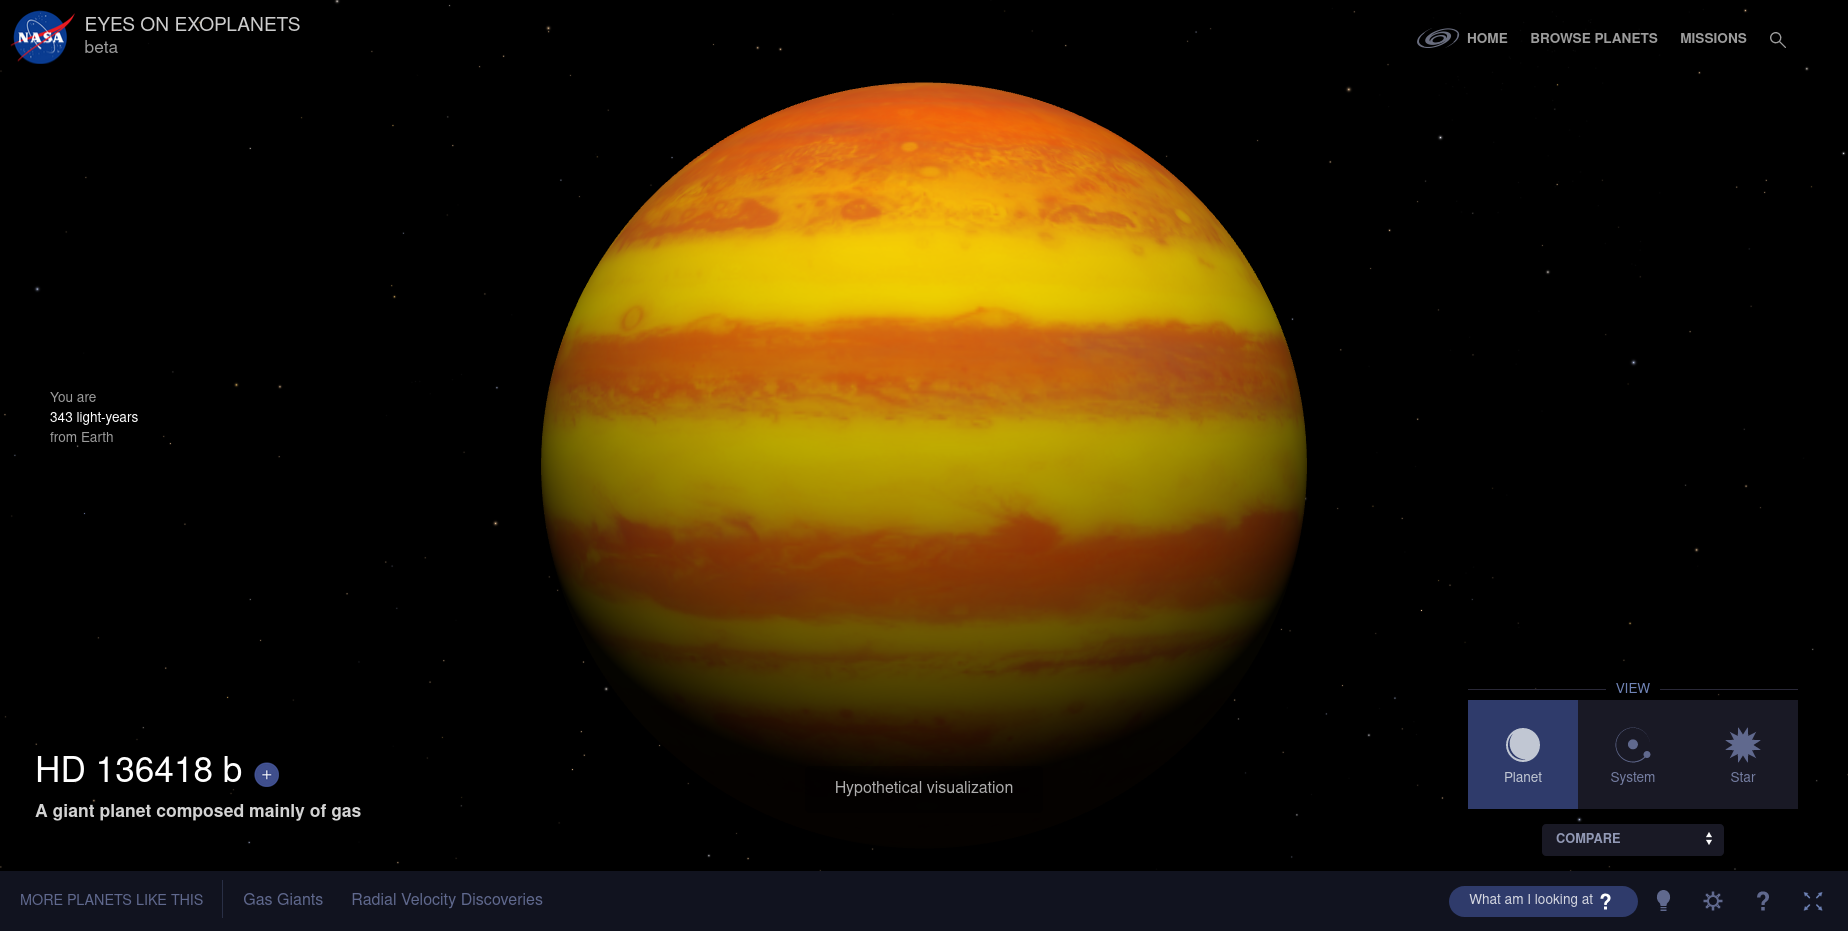 NASA
EYES ON EXOPLANETS
beta
HOME
BROWSE PLANETS
MISSIONS
You are
343 light-years
from Earth
HD 136418 b +
A giant planet composed mainly of gas
Hypothetical visualization
VIEW
Planet
System
Star
COMPARE
MORE PLANETS LIKE THIS
Gas Giants
Radial Velocity Discoveries
What am I looking at ?
?